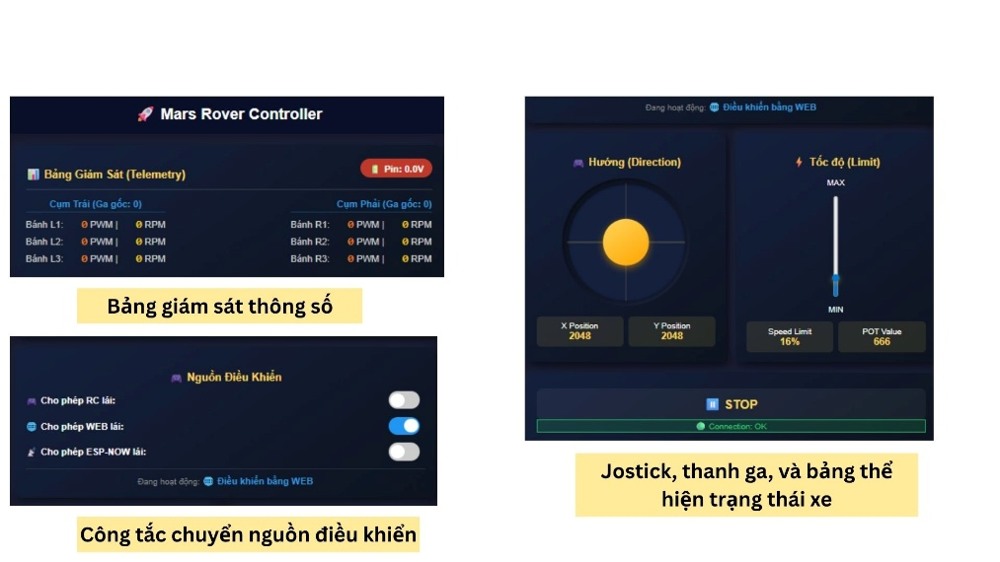 🚀 Mars Rover Controller
📊 Bảng Giám Sát (Telemetry)
🔋 Pin: 0.0V
Cụm Trái (Ga gốc: 0)
Bánh L1: 0 PWM | 0 RPM
Bánh L2: 0 PWM | 0 RPM
Bánh L3: 0 PWM | 0 RPM
Cụm Phải (Ga gốc: 0)
Bánh R1: 0 PWM | 0 RPM
Bánh R2: 0 PWM | 0 RPM
Bánh R3: 0 PWM | 0 RPM
Bảng giám sát thông số
🎮 Nguồn Điều Khiển
🎮 Cho phép RC lái:
🌐 Cho phép WEB lái:
📡 Cho phép ESP-NOW lái:
Đang hoạt động: 🌐 Điều khiển bằng WEB
Công tắc chuyển nguồn điều khiển
Đang hoạt động: 🌐 Điều khiển bằng WEB
🎮 Hướng (Direction)
X Position
2048
Y Position
2048
⚡ Tốc độ (Limit)
MAX
MIN
Speed Limit
16%
POT Value
666
⏸️ STOP
🟢 Connection: OK
Jostick, thanh ga, và bảng thể
hiện trạng thái xe